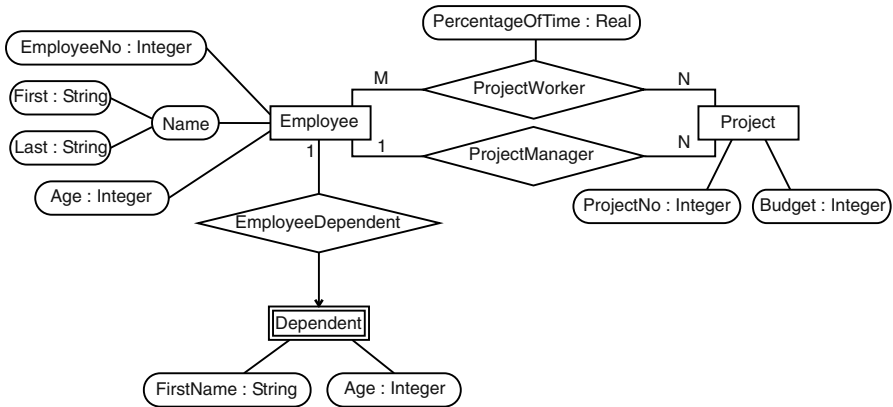 PercentageOfTime : Real
EmployeeNo : Integer
M
N
ProjectWorker
First : String
Name
Employee
Project
Last : String
1
1
N
ProjectManager
Age : Integer
ProjectNo : Integer
Budget : Integer
EmployeeDependent
Dependent
FirstName : String
Age : Integer